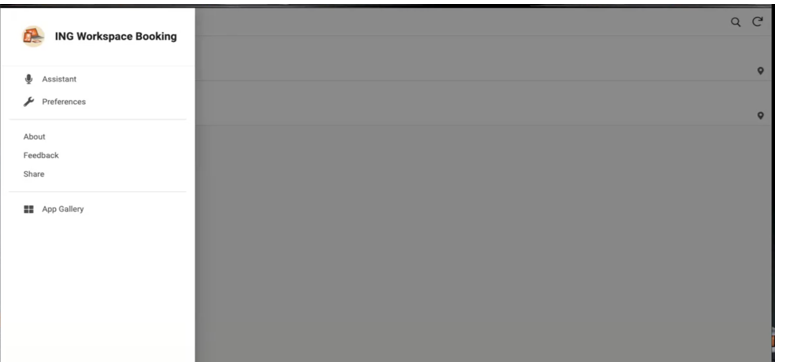 ING Workspace Booking
Assistant
Preferences
About
Feedback
Share
App Gallery